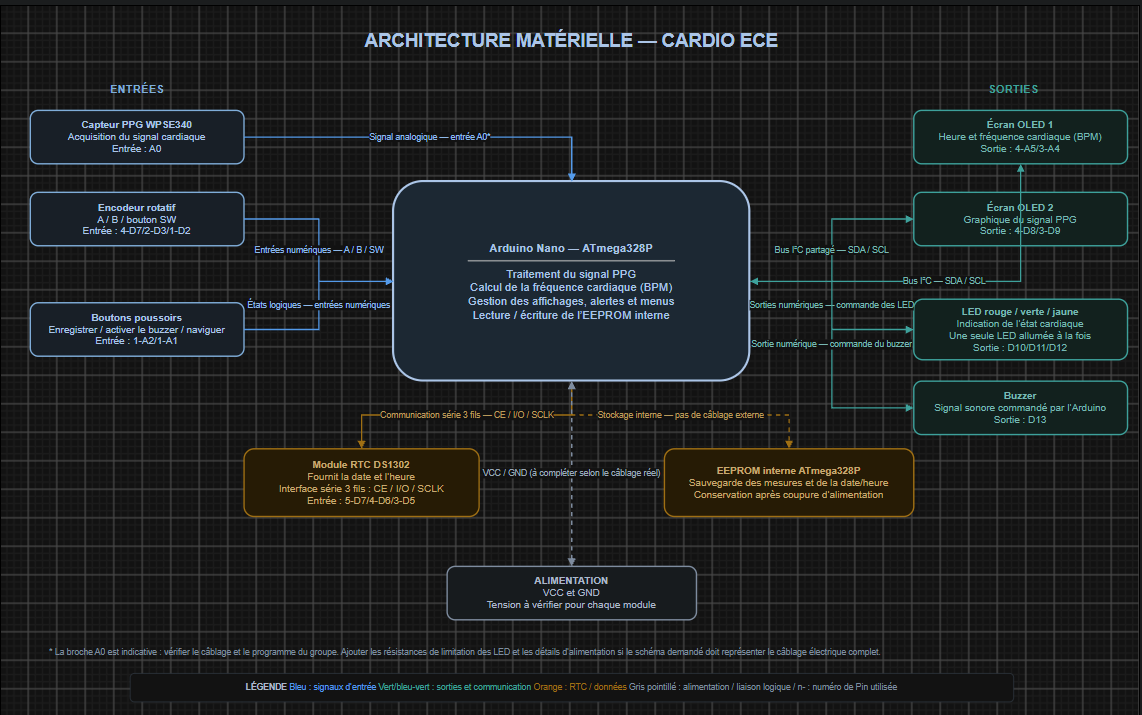 ARCHITECTURE MATÉRIELLE — CARDIO ECE
ENTRÉES
SORTIES
Capteur PPG WPSE340
Acquisition du signal cardiaque
Entrée : A0
Signal analogique — entrée A0*
Écran OLED 1
Heure et fréquence cardiaque (BPM)
Sortie : 4-A5/3-A4
Encodeur rotatif
A / B / bouton SW
Entrée : 4-D7/2-D3/1-D2
Écran OLED 2
Graphique du signal PPG
Sortie : 4-D8/3-D9
Entrées numériques — A / B / SW
Arduino Nano — ATmega328P
Traitement du signal PPG
Calcul de la fréquence cardiaque (BPM)
Gestion des affichages, alertes et menus
Lecture / écriture de l'EEPROM interne
Bus I²C partagé — SDA / SCL
Bus I²C — SDA / SCL
États logiques — entrées numériques
Sorties numériques — commande des LED
Boutons poussoirs
Enregistrer / activer le buzzer / naviguer
Entrée : 1-A2/1-A1
LED rouge / verte / jaune
Indication de l'état cardiaque
Une seule LED allumée à la fois
Sortie : D10/D11/D12
Sortie numérique — commande du buzzer
Buzzer
Signal sonore commandé par l'Arduino
Sortie : D13
Communication série 3 fils — CE / I/O / SCLK
Stockage interne — pas de câblage externe
Module RTC DS1302
Fournit la date et l'heure
Interface série 3 fils : CE / I/O / SCLK
Entrée : 5-D7/4-D6/3-D5
VCC / GND (à compléter selon le câblage réel)
EEPROM interne ATmega328P
Sauvegarde des mesures et de la date/heure
Conservation après coupure d'alimentation
ALIMENTATION
VCC et GND
Tension à vérifier pour chaque module
* La broche A0 est indicative : vérifier le câblage et le programme du groupe. Ajouter les résistances de limitation des LED et les détails d'alimentation si le schéma demandé doit représenter le câblage électrique complet.
LÉGENDE Bleu : signaux d'entrée Vert/bleu-vert : sorties et communication Orange : RTC / données Gris pointillé : alimentation / liaison logique / n- : numéro de Pin utilisée